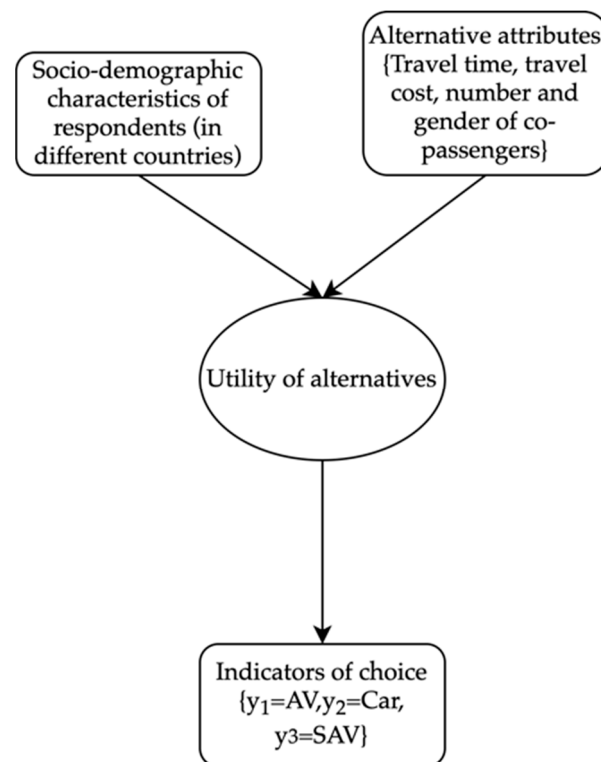 Socio-demographic
characteristics of
respondents (in
different countries)
Alternative attributes
{Travel time, travel
cost, number and
gender of co-
passengers}
Utility of alternatives
Indicators of choice
{y₁=AV,y₂=Car,
y₃=SAV}